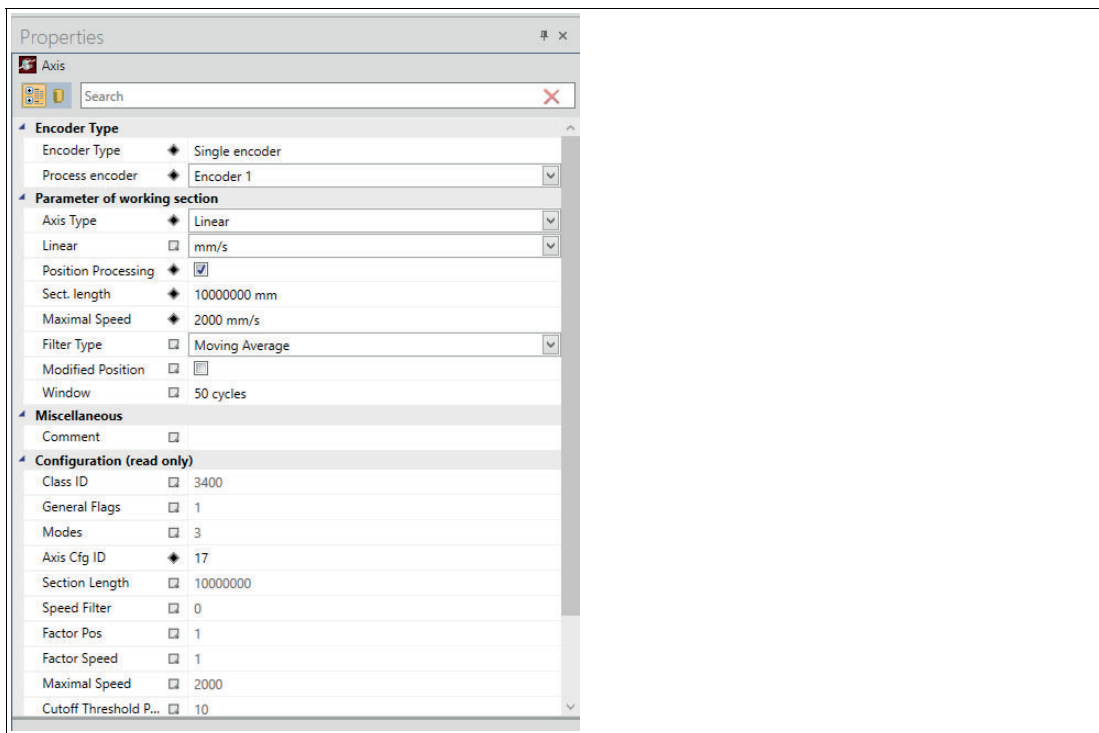 Properties
Axis
Search
Encoder Type
Encoder Type Single encoder
Process encoder Encoder 1
Parameter of working section
Axis Type Linear
Linear mm/s
Position Processing
Sect. length 10000000 mm
Maximal Speed 2000 mm/s
Filter Type Moving Average
Modified Position
Window 50 cycles
Miscellaneous
Comment
Configuration (read only)
Class ID 3400
General Flags 1
Modes 3
Axis Cfg ID 17
Section Length 10000000
Speed Filter 0
Factor Pos 1
Factor Speed 1
Maximal Speed 2000
Cutoff Threshold P... 10